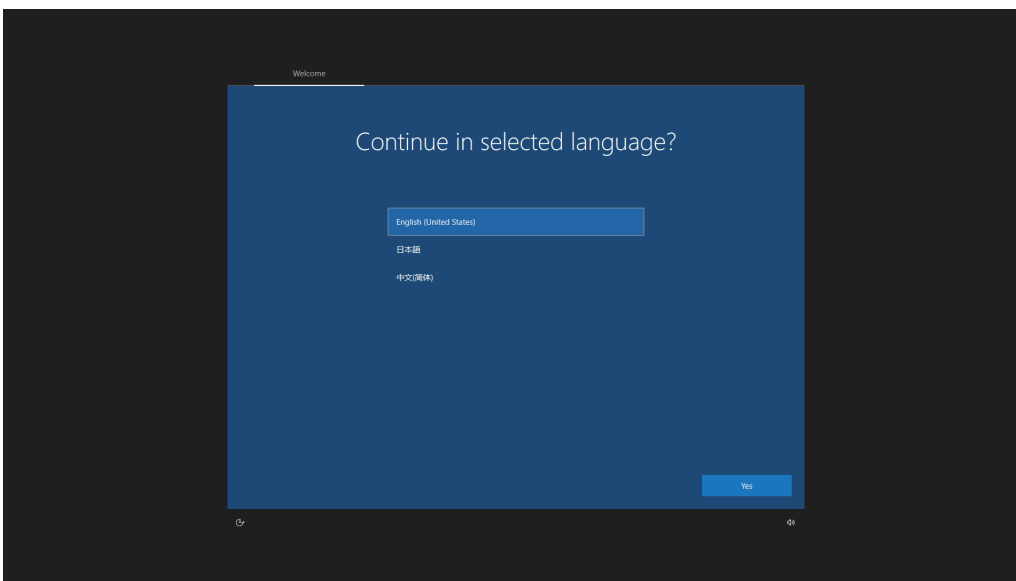 Welcome
Continue in selected language?
English (United States)
日本語
中文(简体)
Yes